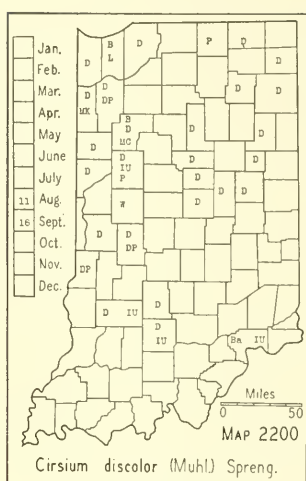 Jan.
Feb.
Mar.
Apr.
May
June
July
11 Aug.
16 Sept.
Oct.
Nov.
Dec.
D B D P D
L
D
D D D D
MK DP
B
D D D
MC
D D D D
IU D
P D D D
W D
D D
DP
DP
D IU D
D
IU Ba IU
Miles
0 50
MAP 2200
Cirsium discolor (Muhl.) Spreng.